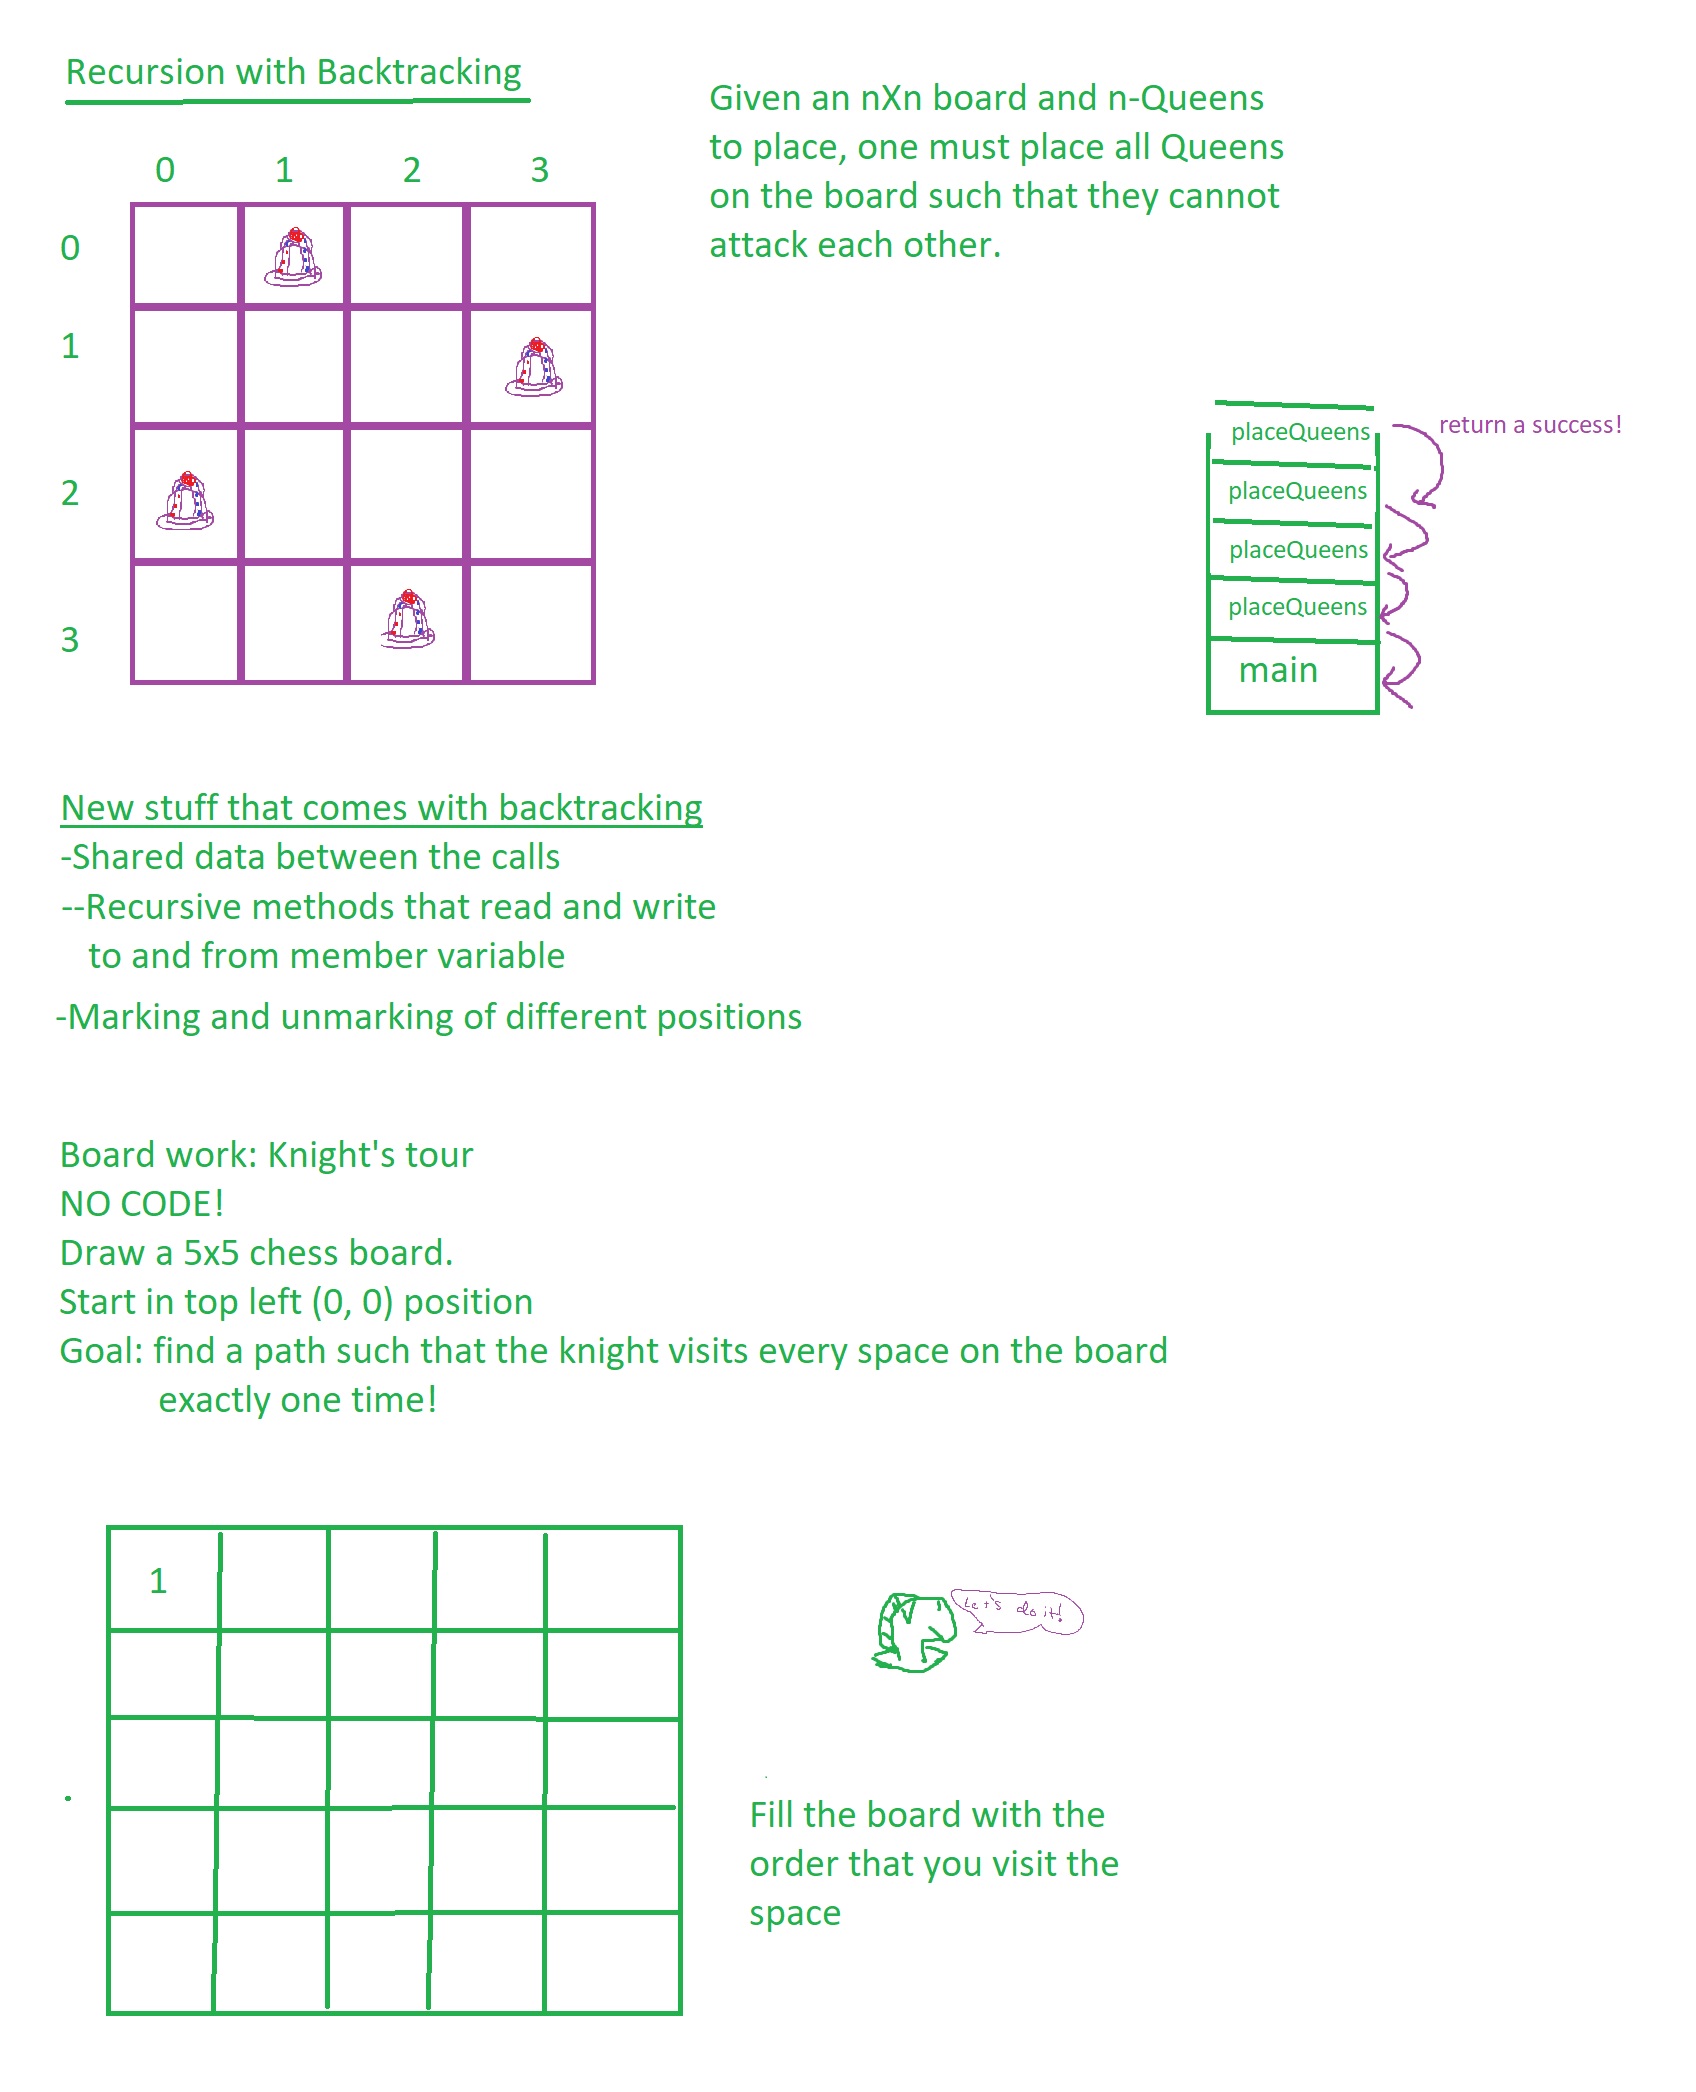 Recursion with Backtracking
Given an nXn board and n-Queens
to place, one must place all Queens
on the board such that they cannot
attack each other.
0 1 2 3
0
1
2
3
placeQueens
return a success!
placeQueens
placeQueens
placeQueens
main
New stuff that comes with backtracking
-Shared data between the calls
--Recursive methods that read and write
to and from member variable
-Marking and unmarking of different positions
Board work: Knight's tour
NO CODE!
Draw a 5x5 chess board.
Start in top left (0, 0) position
Goal: find a path such that the knight visits every space on the board
exactly one time!
1
Let's do it!
Fill the board with the
order that you visit the
space